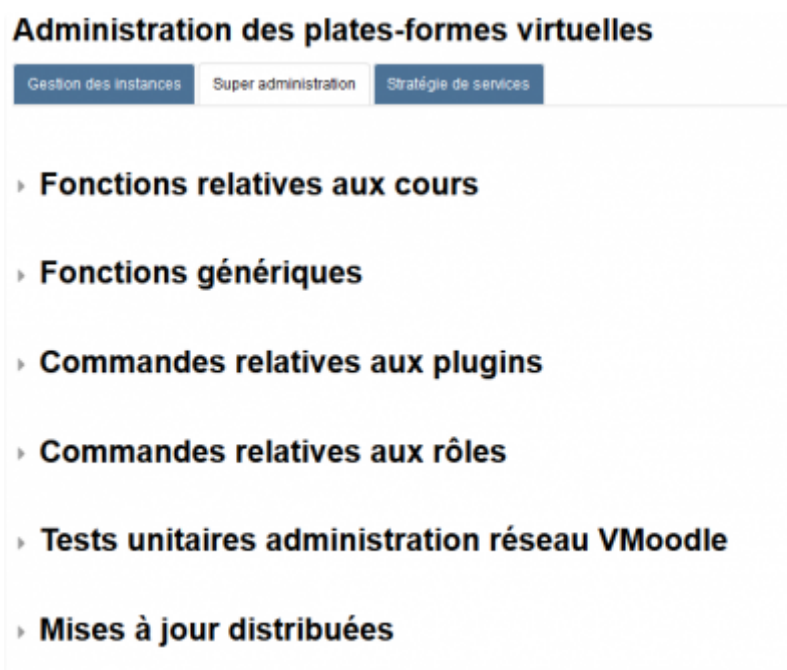 Administration des plates-formes virtuelles
Gestion des instances Super administration Stratégie de services
Fonctions relatives aux cours
Fonctions génériques
Commandes relatives aux plugins
Commandes relatives aux rôles
Tests unitaires administration réseau VMoodle
Mises à jour distribuées